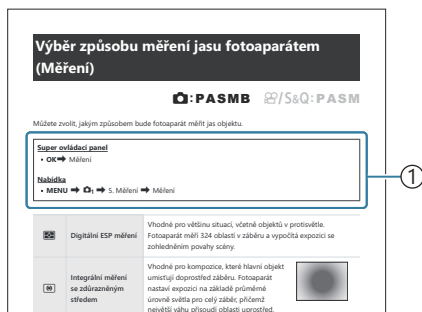 Výběr způsobu měření jasu fotoaparátem
(Měření)
:PASMB /S&Q:PASM
Můžete zvolit, jakým způsobem bude fotoaparát měřit jas objektu.
Super ovládací panel
• OK ➡ Měření
Nabídka
• MENU ➡ 1 ➡ 5. Měření ➡ Měření
①
Digitální ESP měření
Vhodné pro většinu situací, včetně objektů v protisvětle.
Fotoaparát měří 324 oblastí v záběru a vypočítá expozici se
zohledněním povahy scény.
Integrální měření
se zdůrazněným
středem
Vhodné pro kompozice, které hlavní objekt
umisťují doprostřed záběru. Fotoaparát
nastaví expozici na základě průměrné
úrovně světla pro celý záběr, přičemž
největší váhu přisoudí oblasti uprostřed.